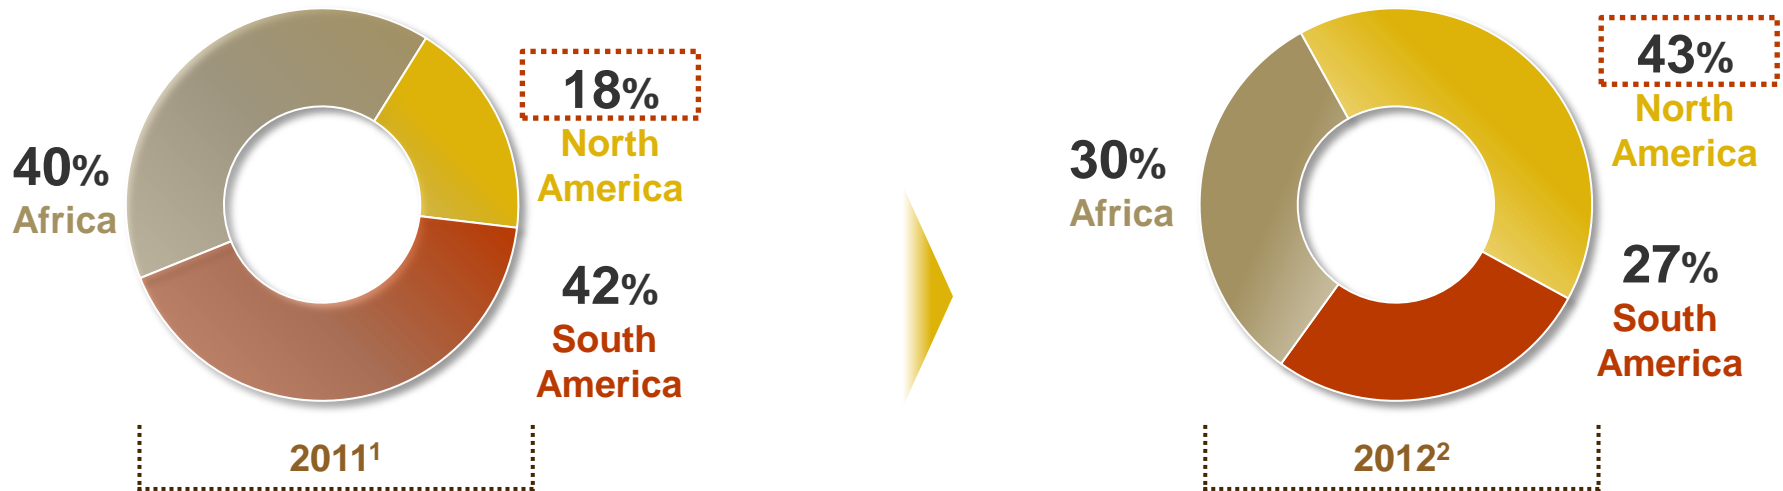 40%
Africa
18%
North
America
42%
South
America
2011¹
30%
Africa
43%
North
America
27%
South
America
2012²